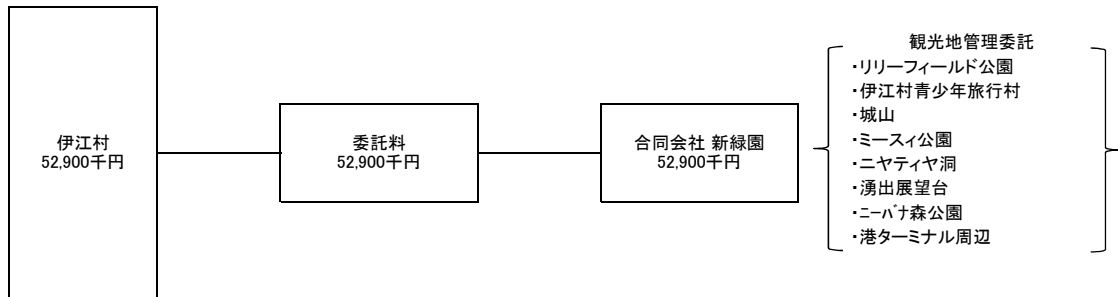 伊江村
52,900千円
委託料
52,900千円
合同会社 新緑園
52,900千円
観光地管理委託
・リリーフィールド公園
・伊江村青少年旅行村
・城山
・ミースィ公園
・ニヤティヤ洞
・湧出展望台
・ﾆｰﾊﾞﾅ森公園
・港ターミナル周辺